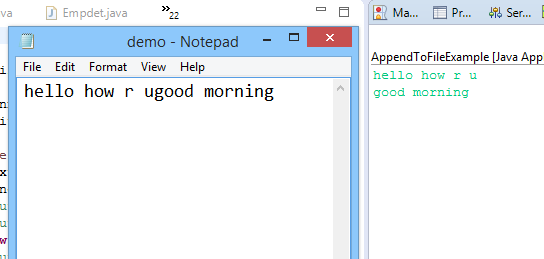 Empdet.java
22
demo - Notepad
File Edit Format View Help
hello how r ugood morning
Ma... Pr... Ser...
AppendToFileExample [Java App
hello how r u
good morning